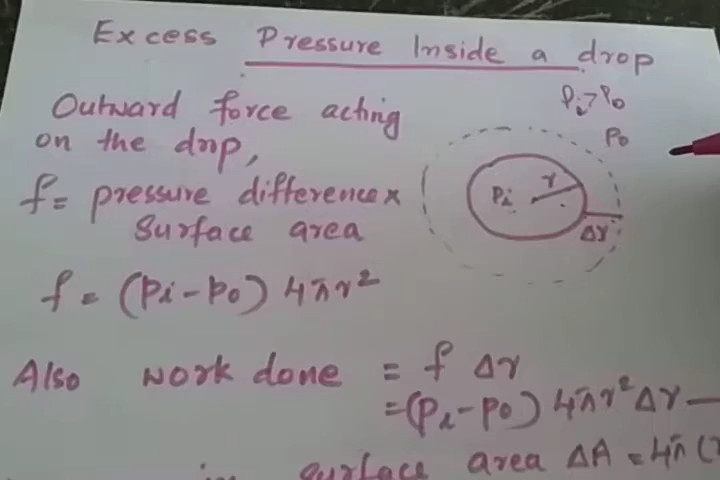 Excess Pressure Inside a drop
Outward force acting
on the drop,
f = pressure difference x
Surface area
f = (Pi - Po) 4πr²
Pi > Po
Po
Pi
r
Δr
Also work done = f Δr
= (Pi - Po) 4πr² Δr —
in surface area ΔA = 4π(